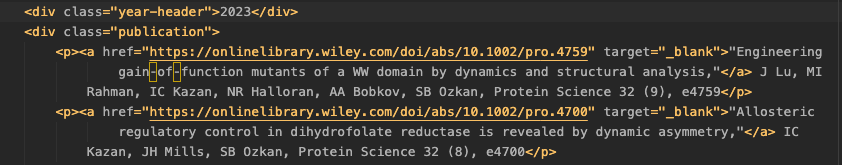 <div class="year-header">2023</div>
<div class="publication">
<p><a href="https://onlinelibrary.wiley.com/doi/abs/10.1002/pro.4759" target="_blank">"Engineering
gain-of-function mutants of a WW domain by dynamics and structural analysis,"</a> J Lu, MI
Rahman, IC Kazan, NR Halloran, AA Bobkov, SB Ozkan, Protein Science 32 (9), e4759</p>
<p><a href="https://onlinelibrary.wiley.com/doi/abs/10.1002/pro.4700" target="_blank">"Allosteric
regulatory control in dihydrofolate reductase is revealed by dynamic asymmetry,"</a> IC
Kazan, JH Mills, SB Ozkan, Protein Science 32 (8), e4700</p>